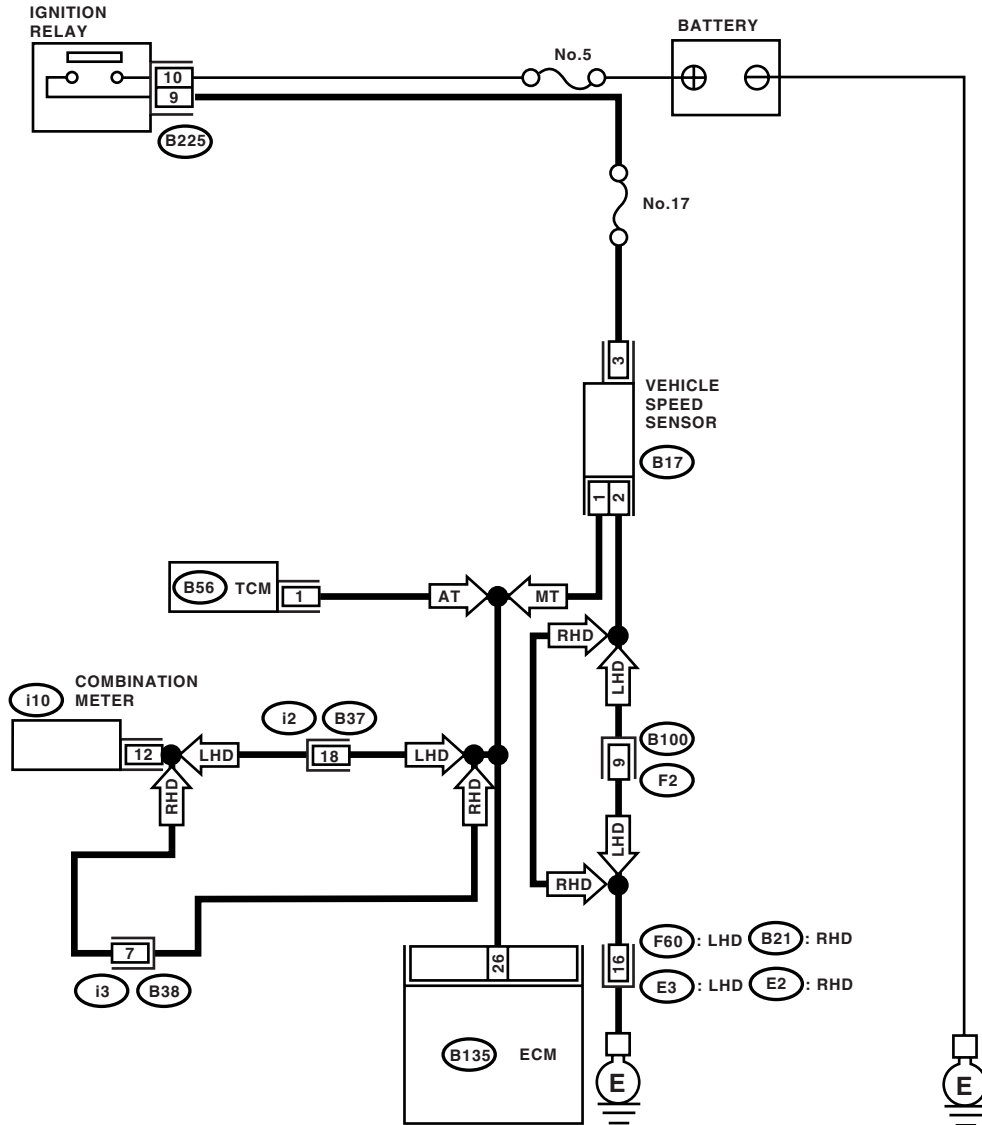 IGNITION
RELAY
BATTERY
No.5
10
9
B225
No.17
3
VEHICLE
SPEED
SENSOR
B17
1
2
B56 TCM
1
AT
MT
RHD
LHD
COMBINATION
METER
i10
i2
B37
12
LHD
18
LHD
B100
9
F2
RHD
RHD
LHD
RHD
F60 : LHD B21 : RHD
16
E3 : LHD E2 : RHD
7
i3
B38
26
B135 ECM
E
E